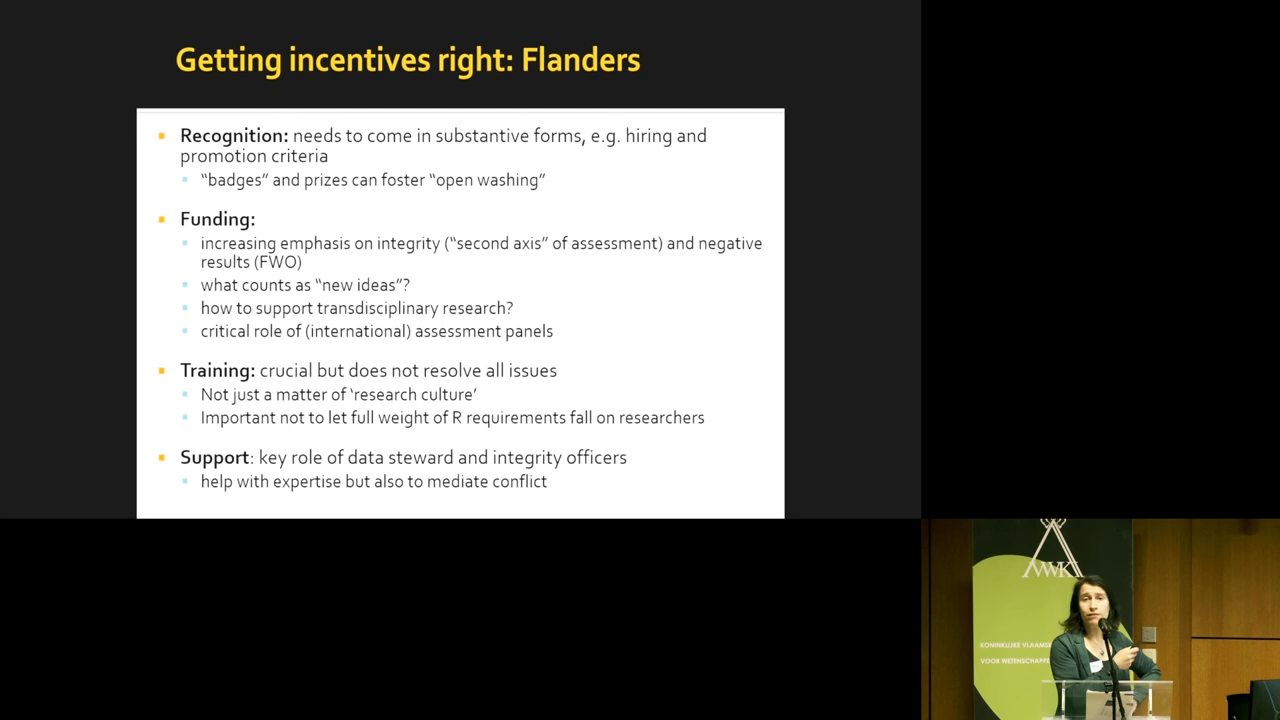 Getting incentives right: Flanders
Recognition: needs to come in substantive forms, e.g. hiring and
promotion criteria
"badges" and prizes can foster "open washing"
Funding:
increasing emphasis on integrity ("second axis" of assessment) and negative
results (FWO)
what counts as "new ideas"?
how to support transdisciplinary research?
critical role of (international) assessment panels
Training: crucial but does not resolve all issues
Not just a matter of 'research culture'
Important not to let full weight of R requirements fall on researchers
Support: key role of data steward and integrity officers
help with expertise but also to mediate conflict
KONINKLIJKE VLAAMSE
VOOR WETENSCHAPPE